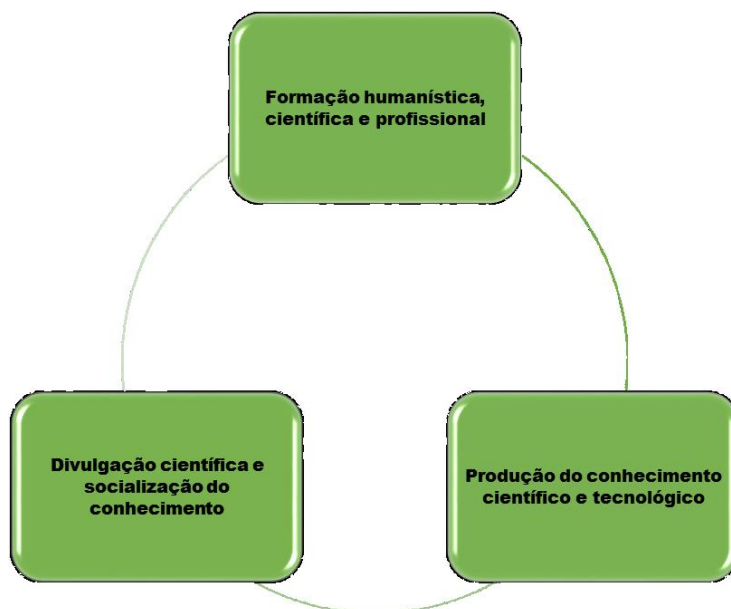 Formação humanística,
científica e profissional
Divulgação científica e
socialização do
conhecimento
Produção do conhecimento
científico e tecnológico